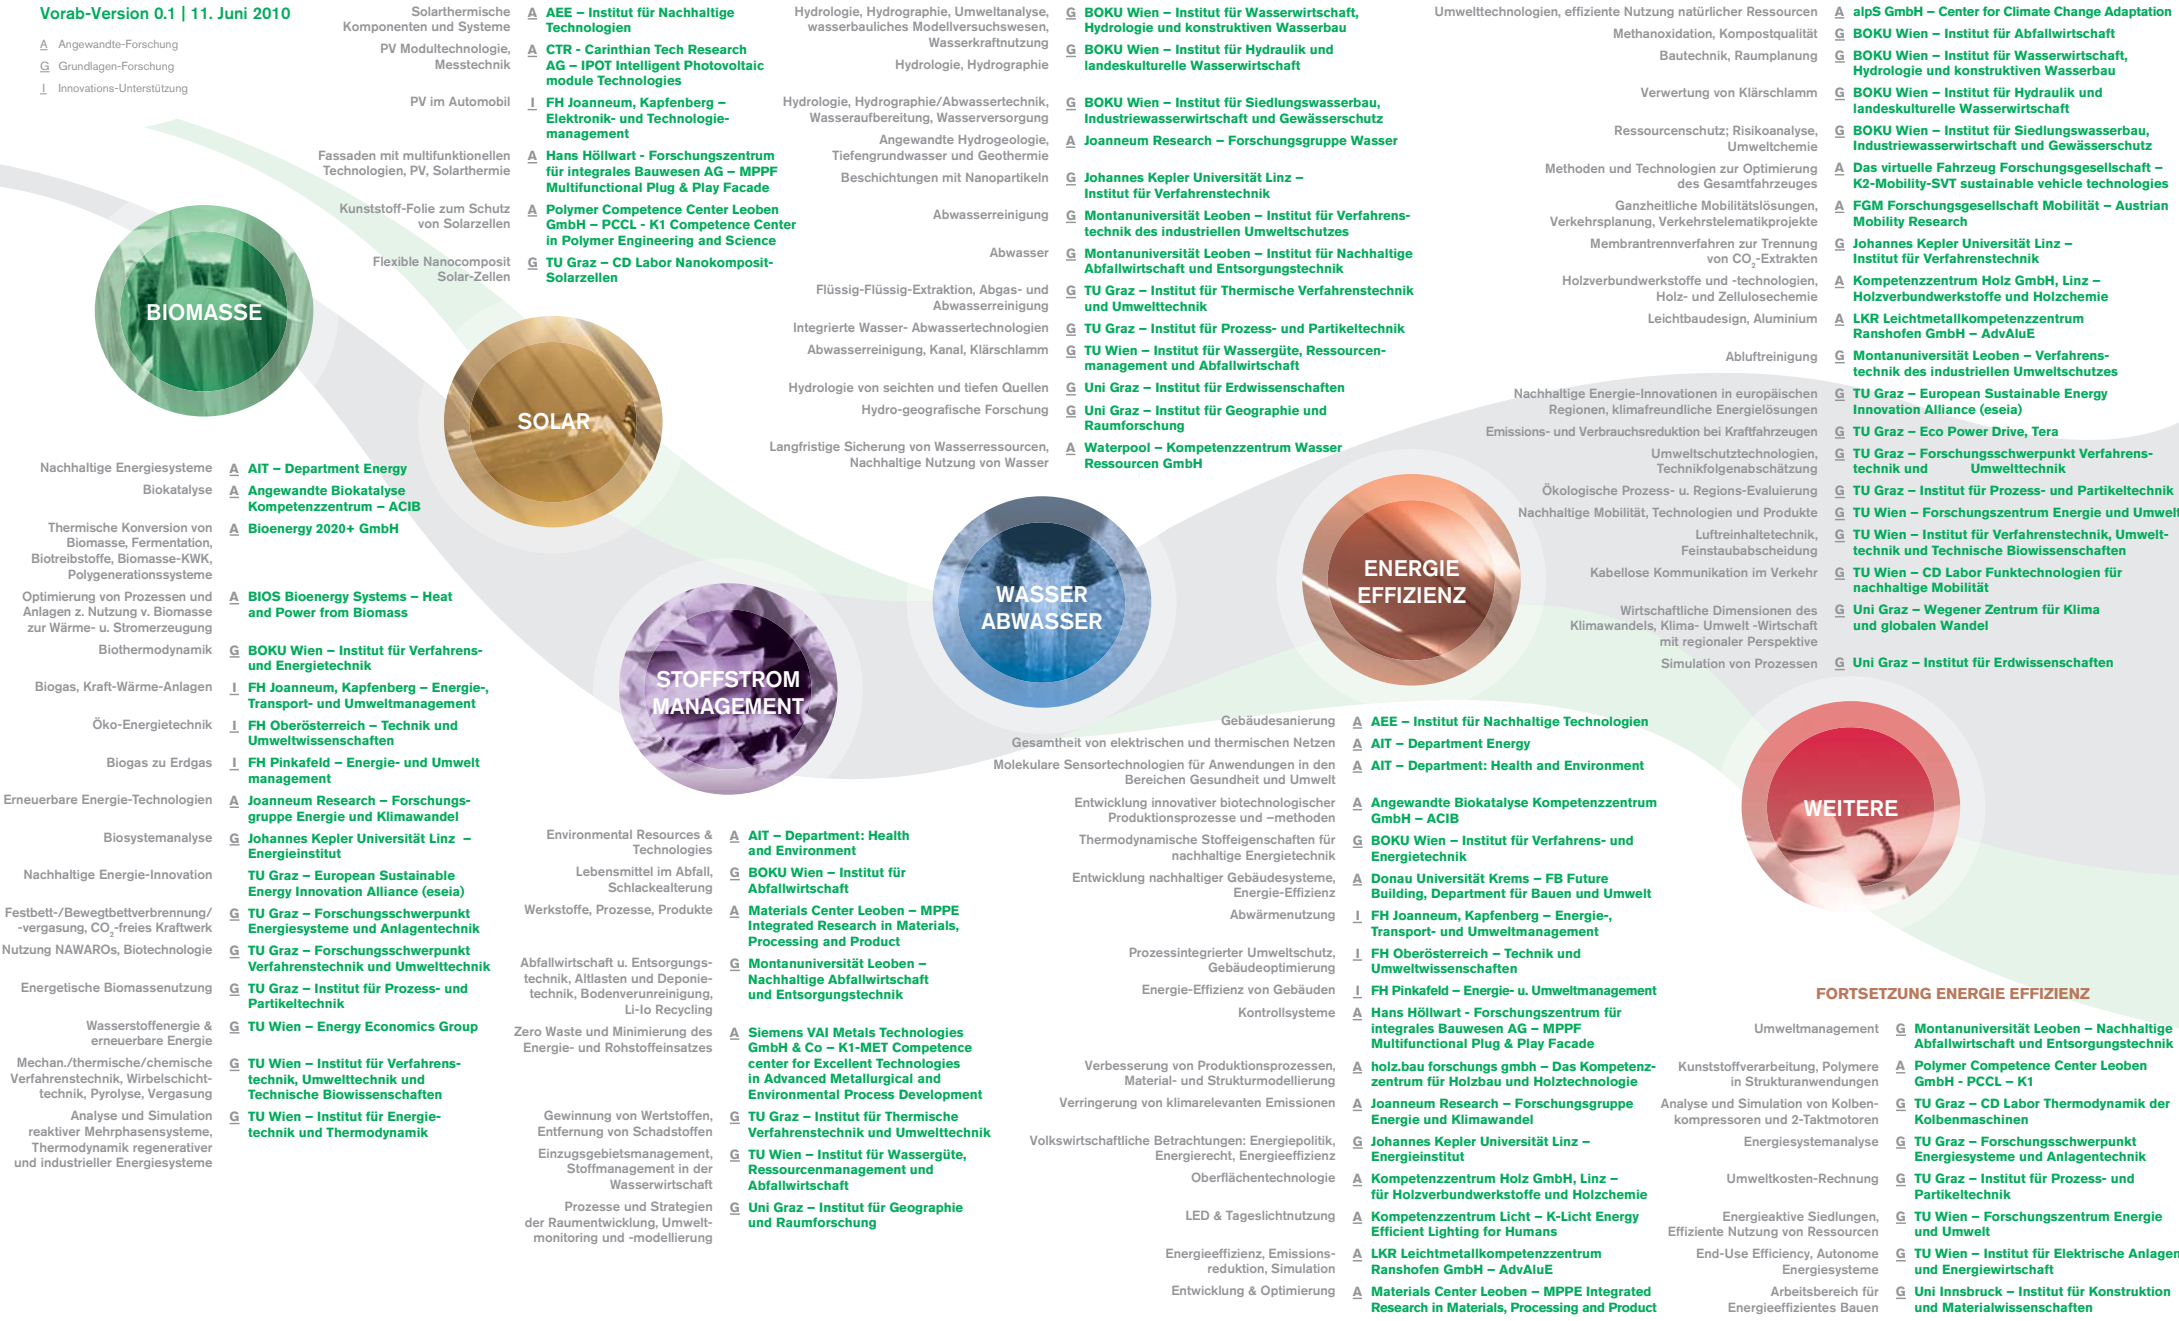 Vorab-Version 0.1 | 11. Juni 2010
A Angewandte-Forschung
G Grundlagen-Forschung
I Innovations-Unterstützung
BIOMASSE
Nachhaltige Energiesysteme A AIT – Department Energy
Biokatalyse A Angewandte Biokatalyse
Kompetenzzentrum – ACIB
Thermische Konversion von A Bioenergy 2020+ GmbH
Biomasse, Fermentation,
Biotreibstoffe, Biomasse-KWK,
Polygenerationssysteme
Optimierung von Prozessen und A BIOS Bioenergy Systems – Heat
Anlagen z. Nutzung v. Biomasse and Power from Biomass
zur Wärme- u. Stromerzeugung
Biothermodynamik G BOKU Wien – Institut für Verfahrens-
und Energietechnik
Biogas, Kraft-Wärme-Anlagen I FH Joanneum, Kapfenberg – Energie-,
Transport- und Umweltmanagement
Öko-Energietechnik I FH Oberösterreich – Technik und
Umweltwissenschaften
Biogas zu Erdgas I FH Pinkafeld – Energie- und Umwelt
management
Erneuerbare Energie-Technologien A Joanneum Research – Forschungs-
gruppe Energie und Klimawandel
Biosystemanalyse G Johannes Kepler Universität Linz –
Energieinstitut
Nachhaltige Energie-Innovation TU Graz – European Sustainable
Energy Innovation Alliance (eseia)
Festbett-/Bewegtbettverbrennung/ G TU Graz – Forschungsschwerpunkt
-vergasung, CO2-freies Kraftwerk Energiesysteme und Anlagentechnik
Nutzung NAWAROs, Biotechnologie G TU Graz – Forschungsschwerpunkt
Verfahrenstechnik und Umwelttechnik
Energetische Biomassenutzung G TU Graz – Institut für Prozess- und
Partikeltechnik
Wasserstoffenergie & G TU Wien – Energy Economics Group
erneuerbare Energie
Mechan./thermische/chemische G TU Wien – Institut für Verfahrens-
Verfahrenstechnik, Wirbelschicht- technik, Umwelttechnik und
technik, Pyrolyse, Vergasung Technische Biowissenschaften
Analyse und Simulation G TU Wien – Institut für Energie-
reaktiver Mehrphasensysteme, technik und Thermodynamik
Thermodynamik regenerativer
und industrieller Energiesysteme
Solarthermische A AEE – Institut für Nachhaltige
Komponenten und Systeme Technologien
PV Modultechnologie, A CTR - Carinthian Tech Research
Messtechnik AG – IPOT Intelligent Photovoltaic
module Technologies
PV im Automobil I FH Joanneum, Kapfenberg –
Elektronik- und Technologie-
management
Fassaden mit multifunktionellen A Hans Höllwart - Forschungszentrum
Technologien, PV, Solarthermie für integrales Bauwesen AG – MPPF
Multifunctional Plug & Play Facade
Kunststoff-Folie zum Schutz A Polymer Competence Center Leoben
von Solarzellen GmbH – PCCL - K1 Competence Center
in Polymer Engineering and Science
Flexible Nanocomposit G TU Graz – CD Labor Nanokomposit-
Solar-Zellen Solarzellen
SOLAR
STOFFSTROM
MANAGEMENT
Environmental Resources & A AIT – Department: Health
Technologies and Environment
Lebensmittel im Abfall, G BOKU Wien – Institut für
Schlackealterung Abfallwirtschaft
Werkstoffe, Prozesse, Produkte A Materials Center Leoben – MPPE
Integrated Research in Materials,
Processing and Product
Abfallwirtschaft u. Entsorgungs- G Montanuniversität Leoben –
technik, Altlasten und Deponie- Nachhaltige Abfallwirtschaft
technik, Bodenverunreinigung, und Entsorgungstechnik
Li-Io Recycling
Zero Waste und Minimierung des A Siemens VAI Metals Technologies
Energie- und Rohstoffeinsatzes GmbH & Co – K1-MET Competence
center for Excellent Technologies
in Advanced Metallurgical and
Environmental Process Development
Gewinnung von Wertstoffen, G TU Graz – Institut für Thermische
Entfernung von Schadstoffen Verfahrenstechnik und Umwelttechnik
Einzugsgebietsmanagement, G TU Wien – Institut für Wassergüte,
Stoffmanagement in der Ressourcenmanagement und
Wasserwirtschaft Abfallwirtschaft
Prozesse und Strategien G Uni Graz – Institut für Geographie
der Raumentwicklung, Umwelt- und Raumforschung
monitoring und -modellierung
Hydrologie, Hydrographie, Umweltanalyse, G BOKU Wien – Institut für Wasserwirtschaft,
wasserbauliches Modellversuchswesen, Hydrologie und konstruktiven Wasserbau
Wasserkraftnutzung
Hydrologie, Hydrographie G BOKU Wien – Institut für Hydraulik und
landeskulturelle Wasserwirtschaft
Hydrologie, Hydrographie/Abwassertechnik, G BOKU Wien – Institut für Siedlungswasserbau,
Wasseraufbereitung, Wasserversorgung Industriewasserwirtschaft und Gewässerschutz
Angewandte Hydrogeologie, A Joanneum Research – Forschungsgruppe Wasser
Tiefengrundwasser und Geothermie
Beschichtungen mit Nanopartikeln G Johannes Kepler Universität Linz –
Institut für Verfahrenstechnik
Abwasserreinigung G Montanuniversität Leoben – Institut für Verfahrens-
technik des industriellen Umweltschutzes
Abwasser G Montanuniversität Leoben – Institut für Nachhaltige
Abfallwirtschaft und Entsorgungstechnik
Flüssig-Flüssig-Extraktion, Abgas- und G TU Graz – Institut für Thermische Verfahrenstechnik
Abwasserreinigung und Umwelttechnik
Integrierte Wasser- Abwassertechnologien G TU Graz – Institut für Prozess- und Partikeltechnik
Abwasserreinigung, Kanal, Klärschlamm G TU Wien – Institut für Wassergüte, Ressourcen-
management und Abfallwirtschaft
Hydrologie von seichten und tiefen Quellen G Uni Graz – Institut für Erdwissenschaften
Hydro-geografische Forschung G Uni Graz – Institut für Geographie und
Raumforschung
Langfristige Sicherung von Wasserressourcen, A Waterpool – Kompetenzzentrum Wasser
Nachhaltige Nutzung von Wasser Ressourcen GmbH
WASSER
ABWASSER
ENERGIE
EFFIZIENZ
Gebäudesanierung A AEE – Institut für Nachhaltige Technologien
Gesamtheit von elektrischen und thermischen Netzen A AIT – Department Energy
Molekulare Sensortechnologien für Anwendungen in den A AIT – Department: Health and Environment
Bereichen Gesundheit und Umwelt
Entwicklung innovativer biotechnologischer A Angewandte Biokatalyse Kompetenzzentrum
Produktionsprozesse und –methoden GmbH – ACIB
Thermodynamische Stoffeigenschaften für G BOKU Wien – Institut für Verfahrens- und
nachhaltige Energietechnik Energietechnik
Entwicklung nachhaltiger Gebäudesysteme, A Donau Universität Krems – FB Future
Energie-Effizienz Building, Department für Bauen und Umwelt
Abwärmenutzung I FH Joanneum, Kapfenberg – Energie-,
Transport- und Umweltmanagement
Prozessintegrierter Umweltschutz, I FH Oberösterreich – Technik und
Gebäudeoptimierung Umweltwissenschaften
Energie-Effizienz von Gebäuden I FH Pinkafeld – Energie- u. Umweltmanagement
Kontrollsysteme A Hans Höllwart - Forschungszentrum für
integrales Bauwesen AG – MPPF
Multifunctional Plug & Play Facade
Verbesserung von Produktionsprozessen, A holz.bau forschungs gmbh – Das Kompetenz-
Material- und Strukturmodellierung zentrum für Holzbau und Holztechnologie
Verringerung von klimarelevanten Emissionen A Joanneum Research – Forschungsgruppe
Energie und Klimawandel
Volkswirtschaftliche Betrachtungen: Energiepolitik, G Johannes Kepler Universität Linz –
Energierecht, Energieeffizient Energieinstitut
Oberflächentechnologie A Kompetenzzentrum Holz GmbH, Linz –
für Holzverbundwerkstoffe und Holzchemie
LED & Tageslichtnutzung A Kompetenzzentrum Licht – K-Licht Energy
Efficient Lighting for Humans
Energieeffizienz, Emissions- A LKR Leichtmetallkompetenzzentrum
reduktion, Simulation Ranshofen GmbH – AdvAluE
Entwicklung & Optimierung A Materials Center Leoben – MPPE Integrated
Research in Materials, Processing and Product
Umwelttechnologien, effiziente Nutzung natürlicher Ressourcen A alpS GmbH – Center for Climate Change Adaptation
Methanoxidation, Kompostqualität G BOKU Wien – Institut für Abfallwirtschaft
Bautechnik, Raumplanung G BOKU Wien – Institut für Wasserwirtschaft,
Hydrologie und konstruktiven Wasserbau
Verwertung von Klärschlamm G BOKU Wien – Institut für Hydraulik und
landeskulturelle Wasserwirtschaft
Ressourcenschutz; Risikoanalyse, G BOKU Wien – Institut für Siedlungswasserbau,
Umweltchemie Industriewasserwirtschaft und Gewässerschutz
Methoden und Technologien zur Optimierung A Das virtuelle Fahrzeug Forschungsgesellschaft –
des Gesamtfahrzeuges K2-Mobility-SVT sustainable vehicle technologies
Ganzheitliche Mobilitätslösungen, A FGM Forschungsgesellschaft Mobilität – Austrian
Verkehrsplanung, Verkehrstelematikprojekte Mobility Research
Membrantrennverfahren zur Trennung G Johannes Kepler Universität Linz –
von CO2-Extrakten Institut für Verfahrenstechnik
Holzverbundwerkstoffe und -technologien, A Kompetenzzentrum Holz GmbH, Linz –
Holz- und Zellulosechemie Holzverbundwerkstoffe und Holzchemie
Leichtbaudesign, Aluminium A LKR Leichtmetallkompetenzzentrum
Ranshofen GmbH – AdvAluE
Abluftreinigung G Montanuniversität Leoben – Verfahrens-
technik des industriellen Umweltschutzes
Nachhaltige Energie-Innovationen in europäischen G TU Graz – European Sustainable Energy
Regionen, klimafreundliche Energielösungen Innovation Alliance (eseia)
Emissions- und Verbrauchsreduktion bei Kraftfahrzeugen G TU Graz – Eco Power Drive, Tera
Umweltschutztechnologien, G TU Graz – Forschungsschwerpunkt Verfahrens-
Technikfolgenabschätzung technik und Umwelttechnik
Ökologische Prozess- u. Regions-Evaluierung G TU Graz – Institut für Prozess- und Partikeltechnik
Nachhaltige Mobilität, Technologien und Produkte G TU Wien – Forschungszentrum Energie und Umwelt
Luftreinhaltetechnik, G TU Wien – Institut für Verfahrenstechnik, Umwelt-
Feinstaubabscheidung technik und Technische Biowissenschaften
Kabellose Kommunikation im Verkehr G TU Wien – CD Labor Funktechnologien für
nachhaltige Mobilität
Wirtschaftliche Dimensionen des G Uni Graz – Wegener Zentrum für Klima
Klimawandels, Klima- Umwelt -Wirtschaft und globalen Wandel
mit regionaler Perspektive
Simulation von Prozessen G Uni Graz – Institut für Erdwissenschaften
WEITERE
FORTSETZUNG ENERGIE EFFIZIENZ
Umweltmanagement G Montanuniversität Leoben – Nachhaltige
Abfallwirtschaft und Entsorgungstechnik
Kunststoffverarbeitung, Polymere A Polymer Competence Center Leoben
in Strukturanwendungen GmbH - PCCL – K1
Analyse und Simulation von Kolben- G TU Graz – CD Labor Thermodynamik der
kompressoren und 2-Taktmotoren Kolbenmaschinen
Energiesystemanalyse G TU Graz – Forschungsschwerpunkt
Energiesysteme und Anlagentechnik
Umweltkosten-Rechnung G TU Graz – Institut für Prozess- und
Partikeltechnik
Energieaktive Siedlungen, G TU Wien – Forschungszentrum Energie
Effiziente Nutzung von Ressourcen und Umwelt
End-Use Efficiency, Autonome G TU Wien – Institut für Elektrische Anlagen
Energiesysteme und Energiewirtschaft
Arbeitsbereich für G Uni Innsbruck – Institut für Konstruktion
Energieeffizientes Bauen und Materialwissenschaften